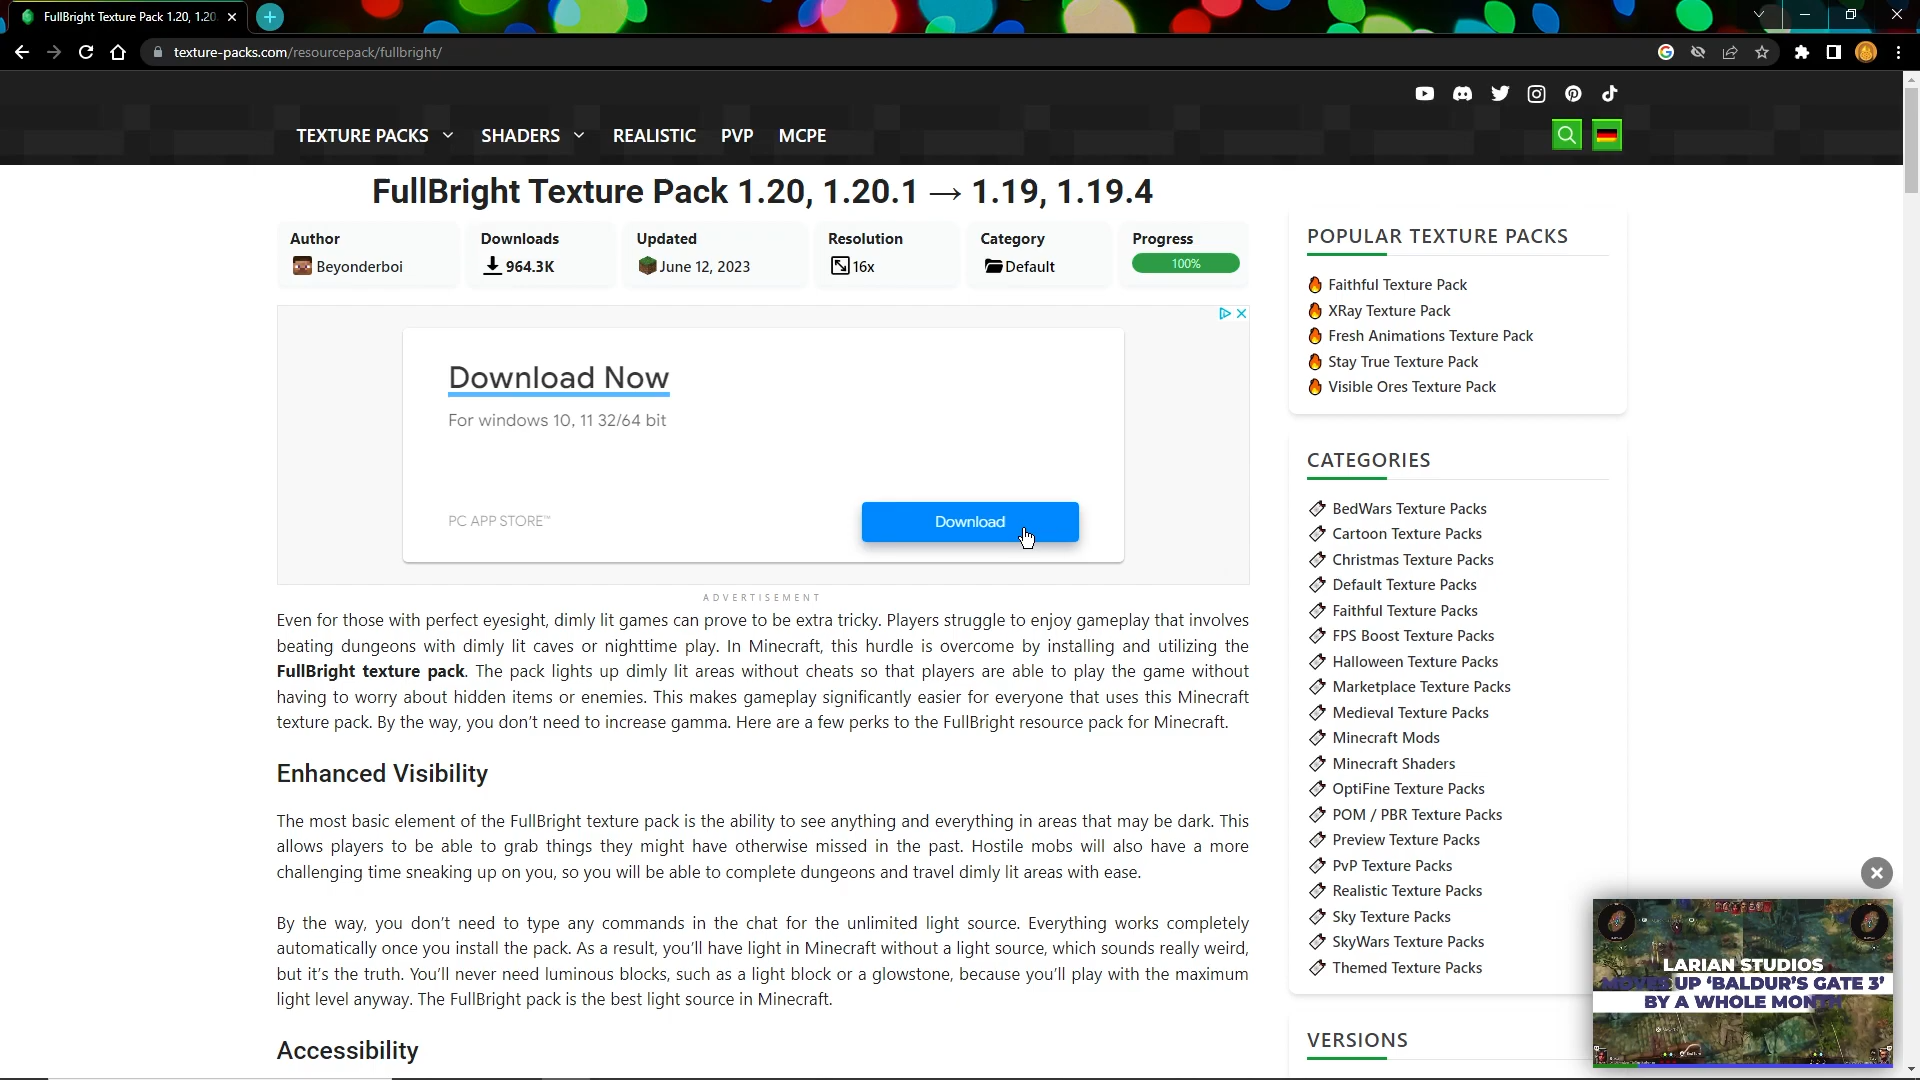 FullBright Texture Pack 1.20, 1.20
texture-packs.com/resourcepack/fullbright/
TEXTURE PACKS SHADERS REALISTIC PVP MCPE
FullBright Texture Pack 1.20, 1.20.1 → 1.19, 1.19.4
Author
Beyonderboi
Downloads
964.3K
Updated
June 12, 2023
Resolution
16x
Category
Default
Progress
100%
Download Now
For windows 10, 11 32/64 bit
PC APP STORE™
Download
ADVERTISEMENT
Even for those with perfect eyesight, dimly lit games can prove to be extra tricky. Players struggle to enjoy gameplay that involves
beating dungeons with dimly lit caves or nighttime play. In Minecraft, this hurdle is overcome by installing and utilizing the
FullBright texture pack. The pack lights up dimly lit areas without cheats so that players are able to play the game without
having to worry about hidden items or enemies. This makes gameplay significantly easier for everyone that uses this Minecraft
texture pack. By the way, you don’t need to increase gamma. Here are a few perks to the FullBright resource pack for Minecraft.
Enhanced Visibility
The most basic element of the FullBright texture pack is the ability to see anything and everything in areas that may be dark. This
allows players to be able to grab things they might have otherwise missed in the past. Hostile mobs will also have a more
challenging time sneaking up on you, so you will be able to complete dungeons and travel dimly lit areas with ease.
By the way, you don’t need to type any commands in the chat for the unlimited light source. Everything works completely
automatically once you install the pack. As a result, you’ll have light in Minecraft without a light source, which sounds really weird,
but it’s the truth. You’ll never need luminous blocks, such as a light block or a glowstone, because you’ll play with the maximum
light level anyway. The FullBright pack is the best light source in Minecraft.
Accessibility
POPULAR TEXTURE PACKS
Faithful Texture Pack
XRay Texture Pack
Fresh Animations Texture Pack
Stay True Texture Pack
Visible Ores Texture Pack
CATEGORIES
BedWars Texture Packs
Cartoon Texture Packs
Christmas Texture Packs
Default Texture Packs
Faithful Texture Packs
FPS Boost Texture Packs
Halloween Texture Packs
Marketplace Texture Packs
Medieval Texture Packs
Minecraft Mods
Minecraft Shaders
OptiFine Texture Packs
POM / PBR Texture Packs
Preview Texture Packs
PvP Texture Packs
Realistic Texture Packs
Sky Texture Packs
SkyWars Texture Packs
Themed Texture Packs
VERSIONS
LARIAN STUDIOS
MOVES UP ‘BALDUR’S GATE 3’
BY A WHOLE MONTH